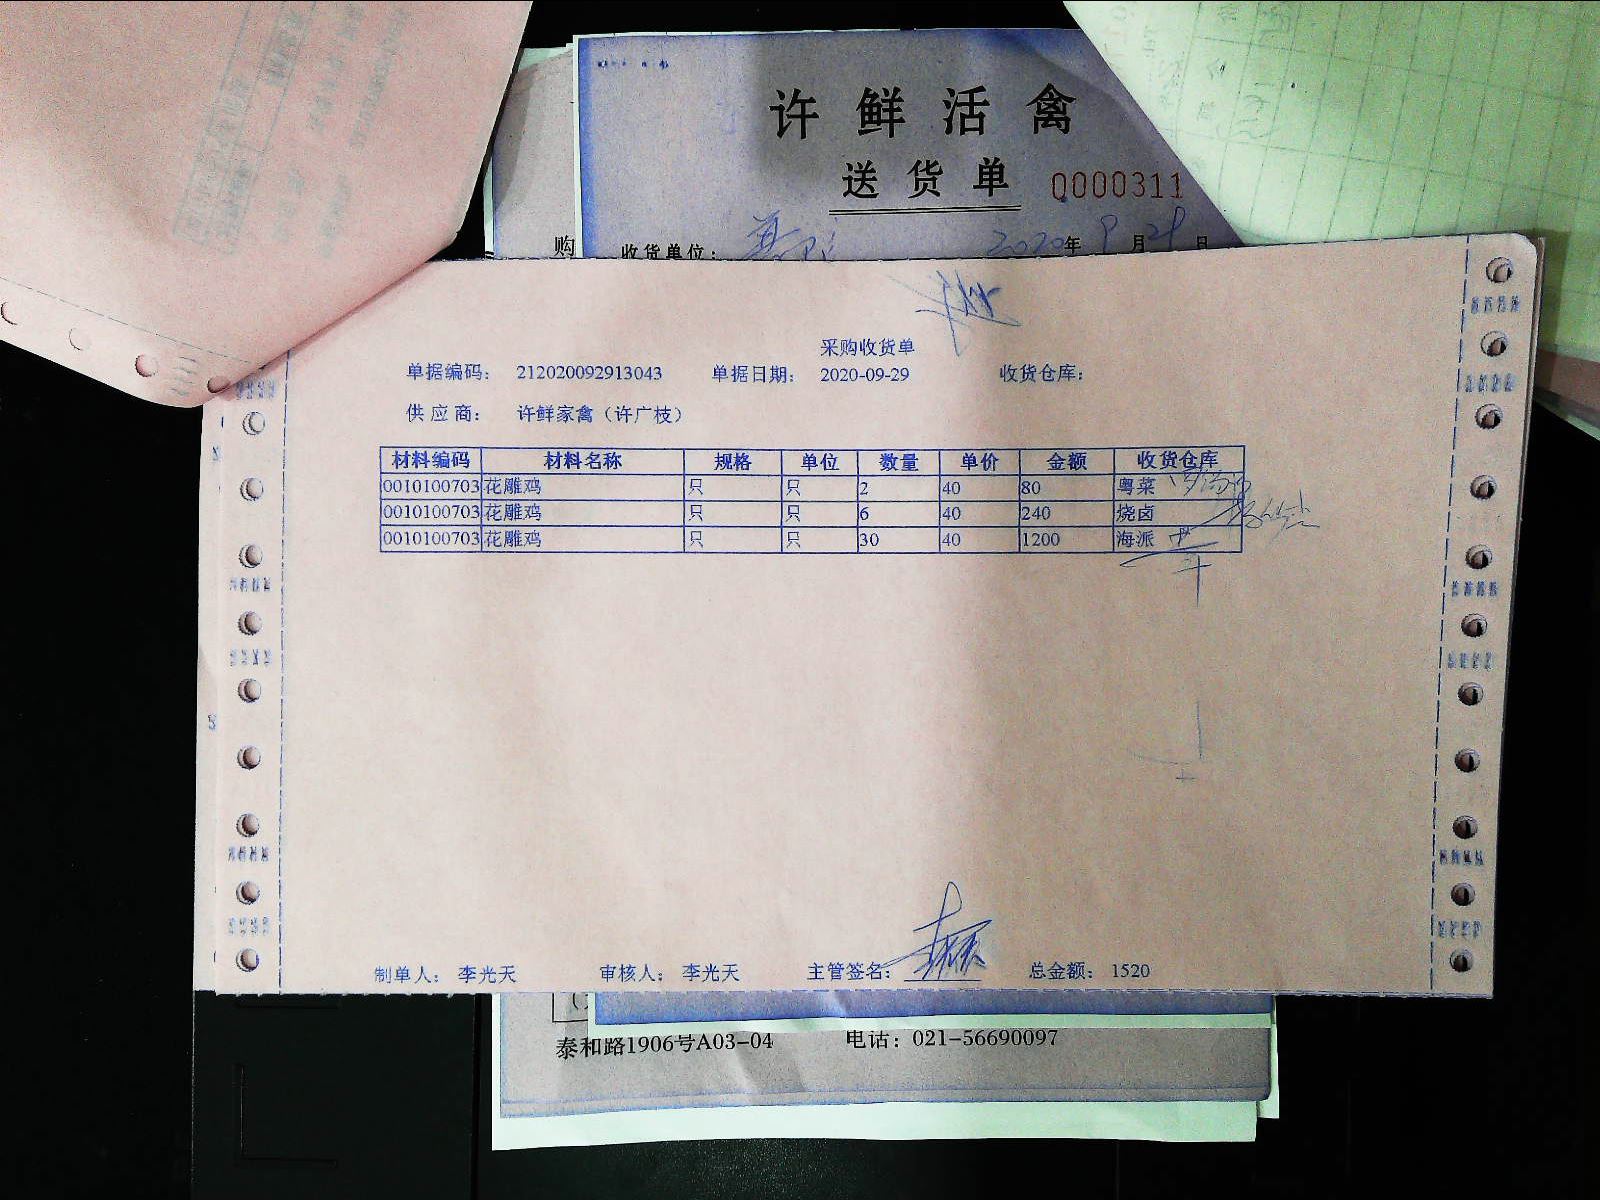 许鲜活禽
送货单 0000311
购
收货单位： 2020年9月 日
采购收货单
单据编码： 212020092913043 单据日期： 2020-09-29 收货仓库：
供应商： 许鲜家禽（许广枝）
材料编码 材料名称 规格 单位 数量 单价 金额 收货仓库
0010100703 花雕鸡 只 只 2 40 80 粤菜
0010100703 花雕鸡 只 只 6 40 240 烧卤
0010100703 花雕鸡 只 只 30 40 1200 海派
制单人： 李光天 审核人： 李光天 主管签名： 总金额： 1520
泰和路1906号A03-04 电话：021-56690097